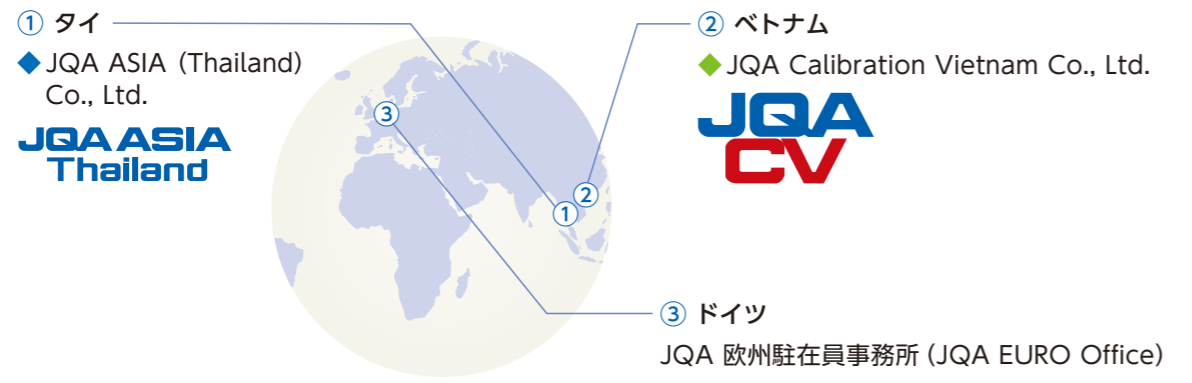 ① タイ
◆JQA ASIA (Thailand)
Co., Ltd.
JQA ASIA
Thailand
② ベトナム
◆JQA Calibration Vietnam Co., Ltd.
JQA
CV
③
②
①
③ ドイツ
JQA 欧州駐在員事務所 (JQA EURO Office)